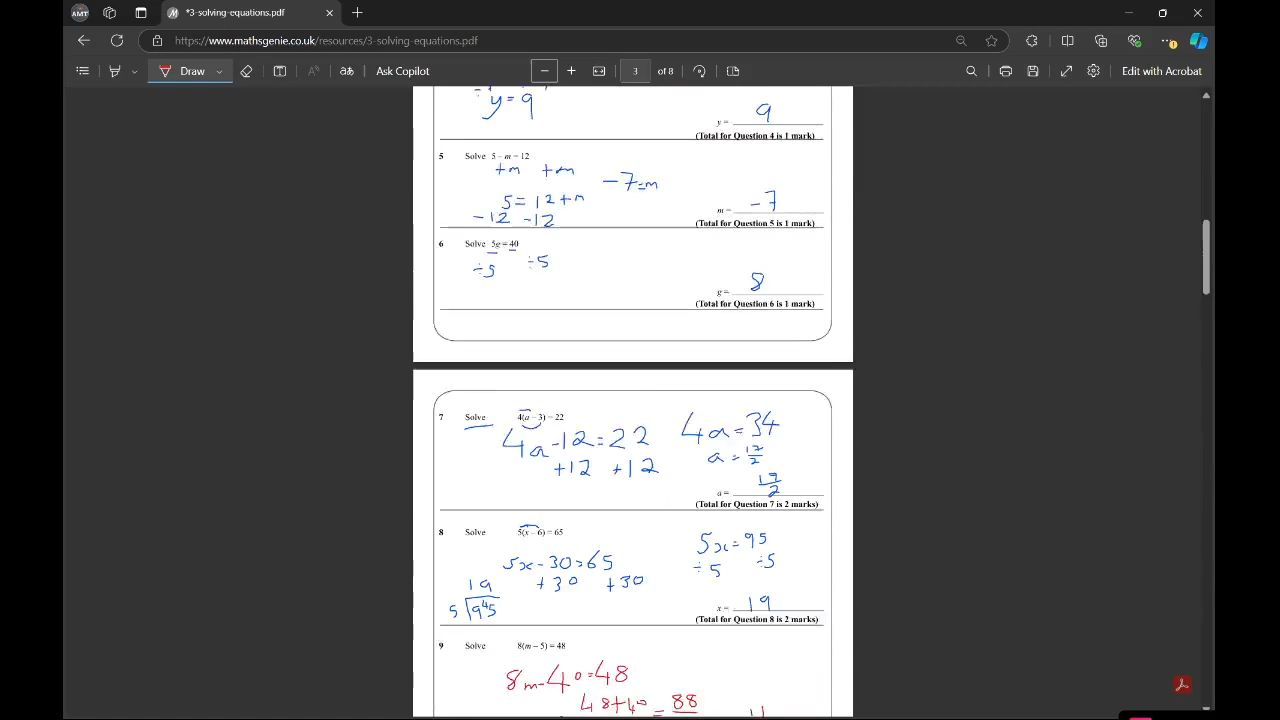 AMT
*3-solving-equations.pdf
https://www.mathsgenie.co.uk/resources/3-solving-equations.pdf
Draw
Ask Copilot
3 of 8
Edit with Acrobat
y = 9
y = 9
(Total for Question 4 is 1 mark)
5 Solve 5 − m = 12
+m +m
-7=m
5 = 12+m
m = -7
-12 -12
(Total for Question 5 is 1 mark)
6 Solve 5g = 40
÷5 ÷5
g = 8
(Total for Question 6 is 1 mark)
7 Solve 4(a − 3) = 22
4a-12=22 4a=34
+12 +12 a = 17/2
a = 17/2
(Total for Question 7 is 2 marks)
8 Solve 5(x − 6) = 65
5x-30=65 5x=95
+30 +30 ÷5 ÷5
19
5 9⁴5
x = 19
(Total for Question 8 is 2 marks)
9 Solve 8(m − 5) = 48
8m-40=48
48+40 = 88
11